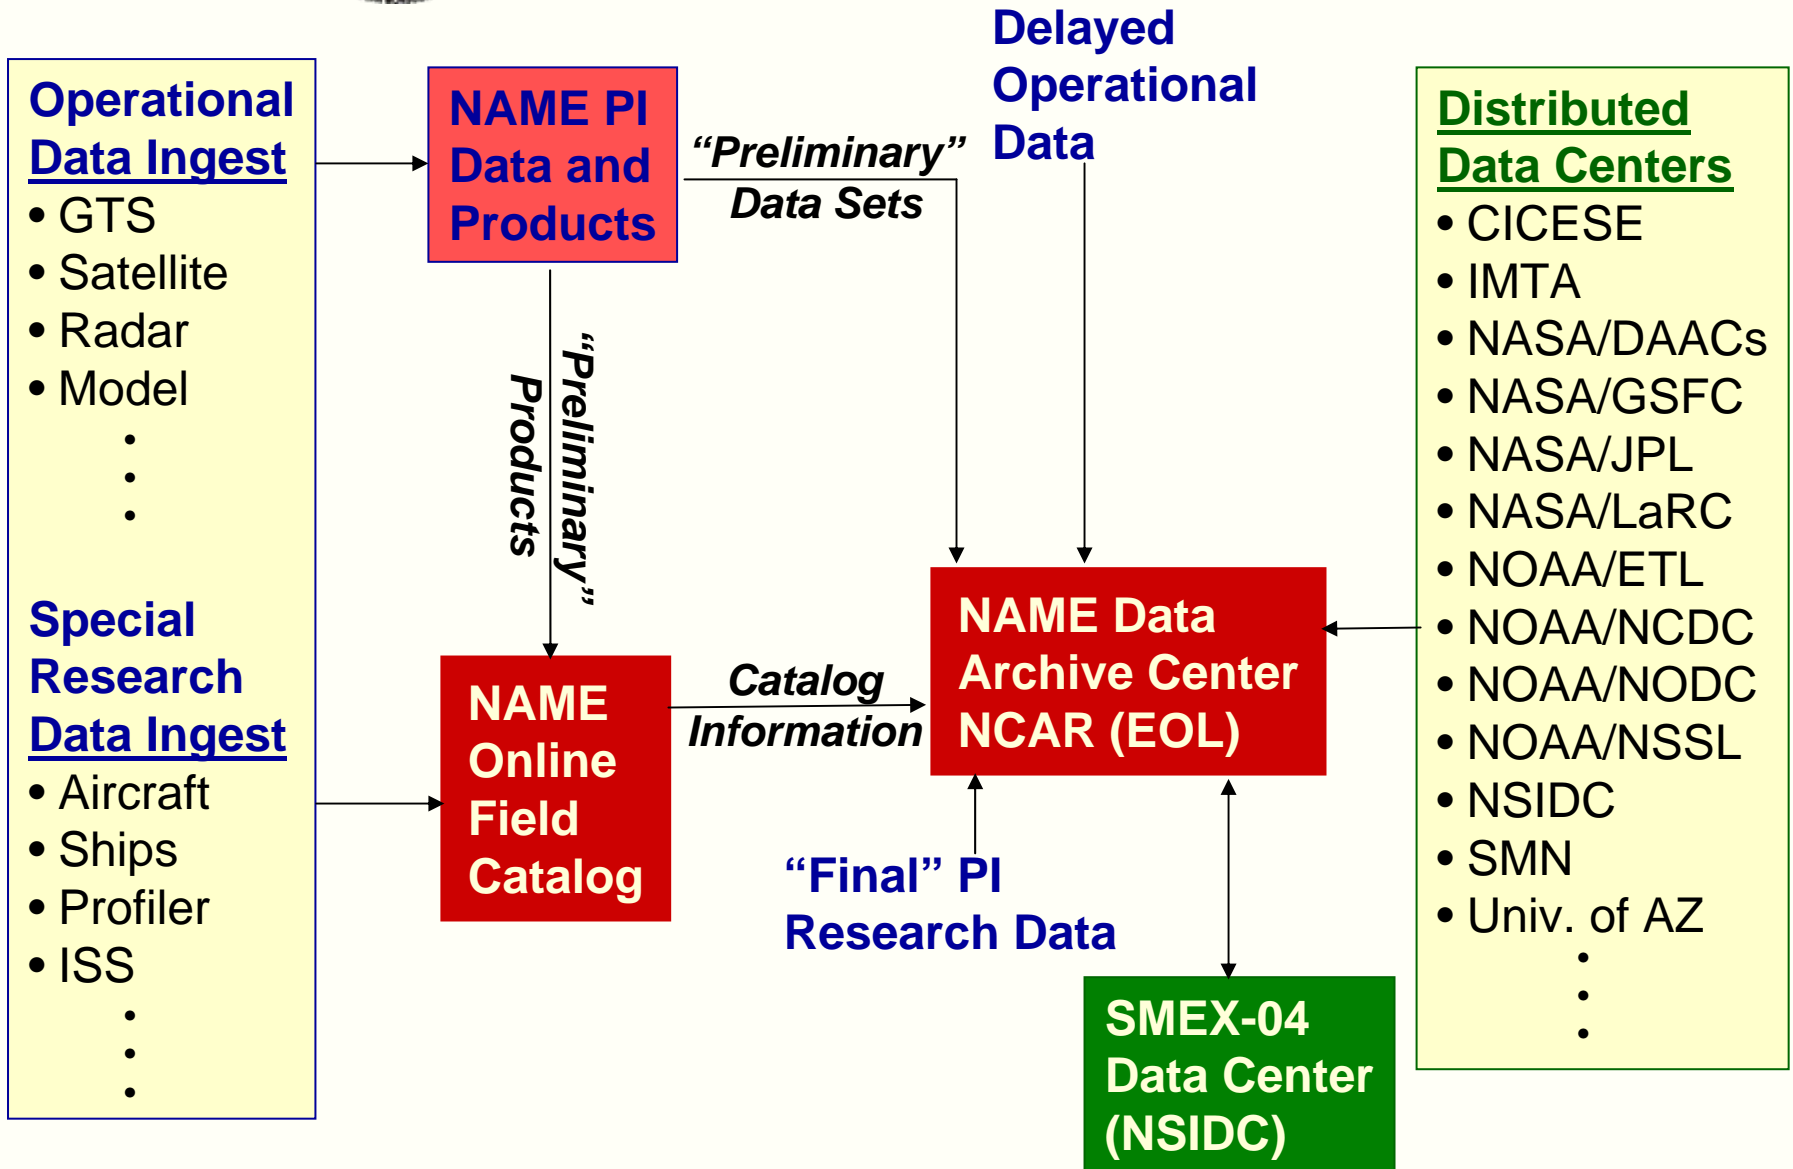 Operational
Data Ingest
• GTS
• Satellite
• Radar
• Model
•
•
•
Special
Research
Data Ingest
• Aircraft
• Ships
• Profiler
• ISS
•
•
•
NAME PI
Data and
Products
“Preliminary”
Data Sets
Delayed
Operational
Data
“Preliminary”
Products
NAME
Online
Field
Catalog
Catalog
Information
NAME Data
Archive Center
NCAR (EOL)
“Final” PI
Research Data
SMEX-04
Data Center
(NSIDC)
Distributed
Data Centers
• CICESE
• IMTA
• NASA/DAACs
• NASA/GSFC
• NASA/JPL
• NASA/LaRC
• NOAA/ETL
• NOAA/NCDC
• NOAA/NODC
• NOAA/NSSL
• NSIDC
• SMN
• Univ. of AZ
•
•
•